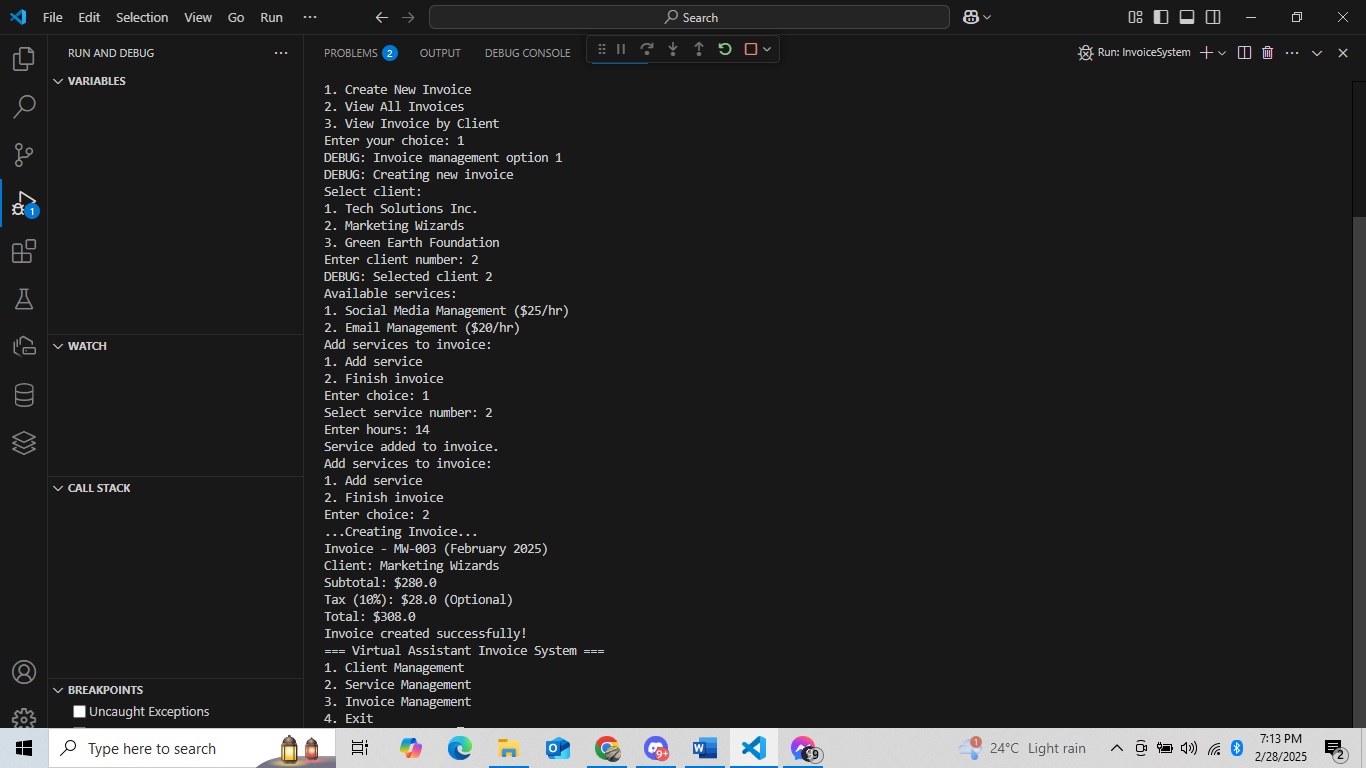 File Edit Selection View Go Run ··· Search
RUN AND DEBUG ···
PROBLEMS 2 OUTPUT DEBUG CONSOLE
Run: InvoiceSystem
VARIABLES
WATCH
CALL STACK
BREAKPOINTS
Uncaught Exceptions
1
1. Create New Invoice
2. View All Invoices
3. View Invoice by Client
Enter your choice: 1
DEBUG: Invoice management option 1
DEBUG: Creating new invoice
Select client:
1. Tech Solutions Inc.
2. Marketing Wizards
3. Green Earth Foundation
Enter client number: 2
DEBUG: Selected client 2
Available services:
1. Social Media Management ($25/hr)
2. Email Management ($20/hr)
Add services to invoice:
1. Add service
2. Finish invoice
Enter choice: 1
Select service number: 2
Enter hours: 14
Service added to invoice.
Add services to invoice:
1. Add service
2. Finish invoice
Enter choice: 2
...Creating Invoice...
Invoice - MW-003 (February 2025)
Client: Marketing Wizards
Subtotal: $280.0
Tax (10%): $28.0 (Optional)
Total: $308.0
Invoice created successfully!
=== Virtual Assistant Invoice System ===
1. Client Management
2. Service Management
3. Invoice Management
4. Exit
Type here to search
24°C Light rain
7:13 PM
2/28/2025
2